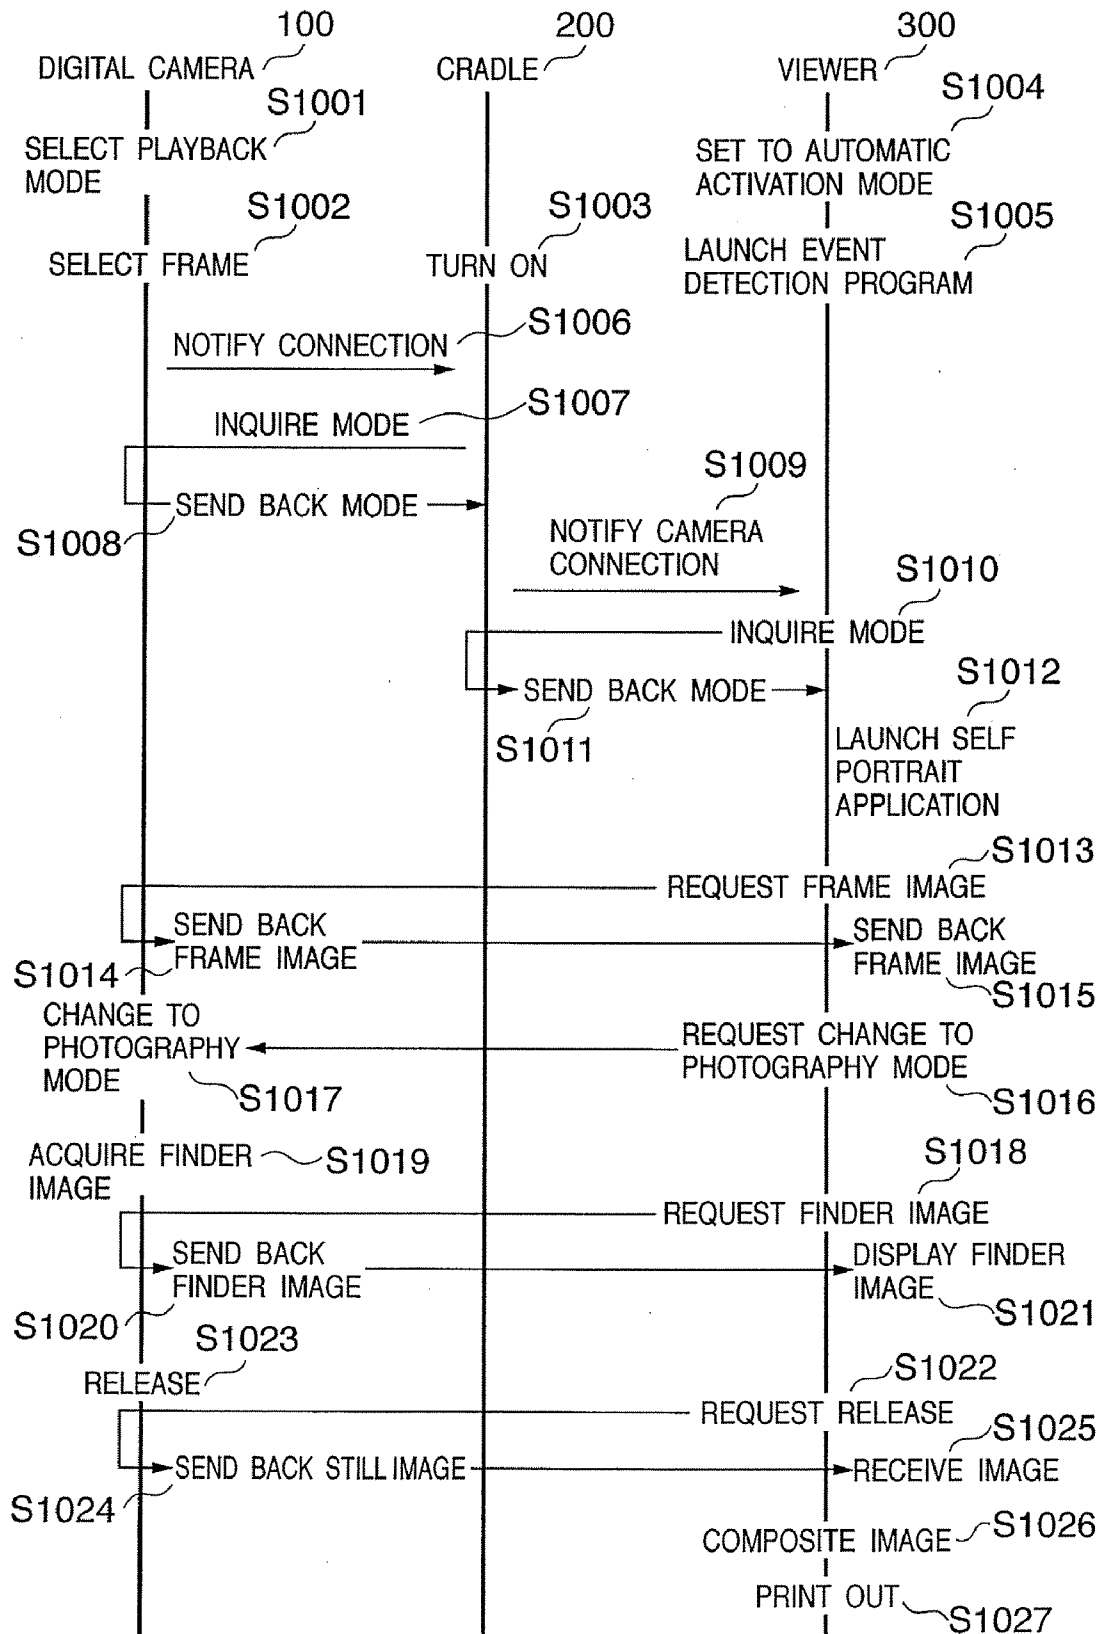 100
200
300
DIGITAL CAMERA
CRADLE
VIEWER
S1001
S1004
SELECT PLAYBACK
MODE
SET TO AUTOMATIC
ACTIVATION MODE
S1002
S1003
S1005
SELECT FRAME
TURN ON
LAUNCH EVENT
DETECTION PROGRAM
S1006
NOTIFY CONNECTION
S1007
INQUIRE MODE
S1009
SEND BACK MODE
S1008
NOTIFY CAMERA
CONNECTION
S1010
INQUIRE MODE
S1012
SEND BACK MODE
S1011
LAUNCH SELF
PORTRAIT
APPLICATION
S1013
REQUEST FRAME IMAGE
SEND BACK
FRAME IMAGE
S1014
SEND BACK
FRAME IMAGE
S1015
CHANGE TO
PHOTOGRAPHY
MODE
S1017
REQUEST CHANGE TO
PHOTOGRAPHY MODE
S1016
ACQUIRE FINDER
IMAGE
S1019
S1018
REQUEST FINDER IMAGE
SEND BACK
FINDER IMAGE
S1020
DISPLAY FINDER
IMAGE
S1021
S1023
RELEASE
S1022
REQUEST RELEASE
S1025
SEND BACK STILL IMAGE
S1024
RECEIVE IMAGE
COMPOSITE IMAGE
S1026
PRINT OUT
S1027